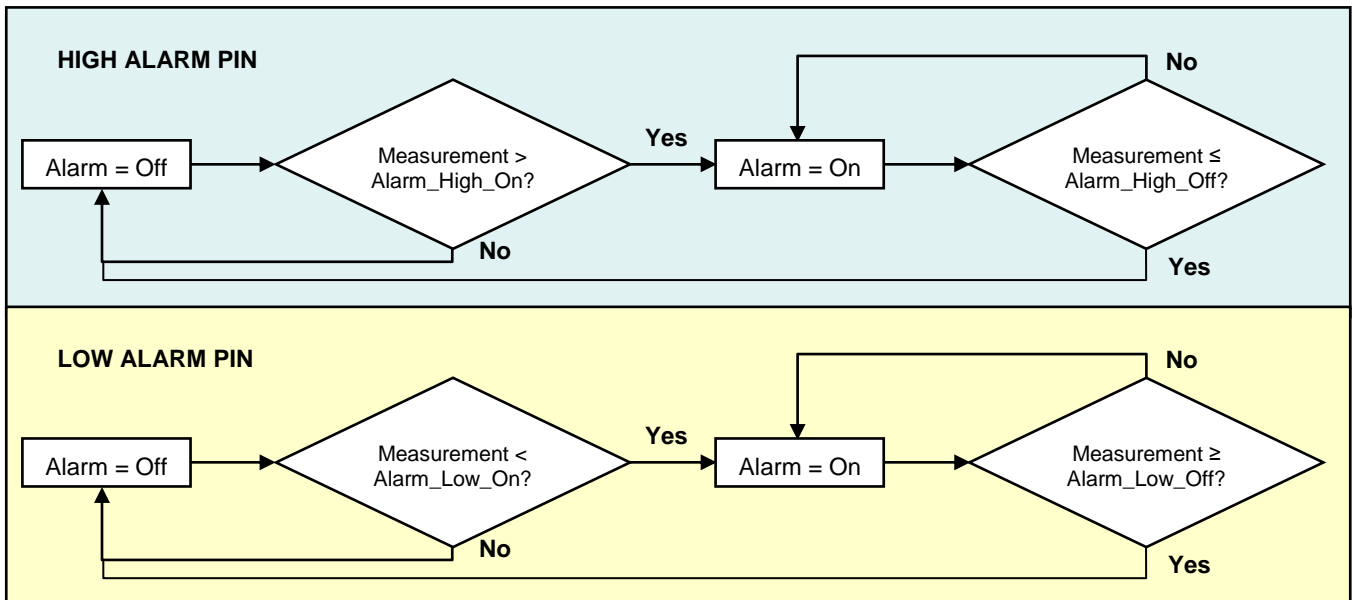 HIGH ALARM PIN
No
Alarm = Off
Measurement >
Alarm_High_On?
Yes
Alarm = On
Measurement ≤
Alarm_High_Off?
No
Yes
LOW ALARM PIN
No
Alarm = Off
Measurement <
Alarm_Low_On?
Yes
Alarm = On
Measurement ≥
Alarm_Low_Off?
No
Yes